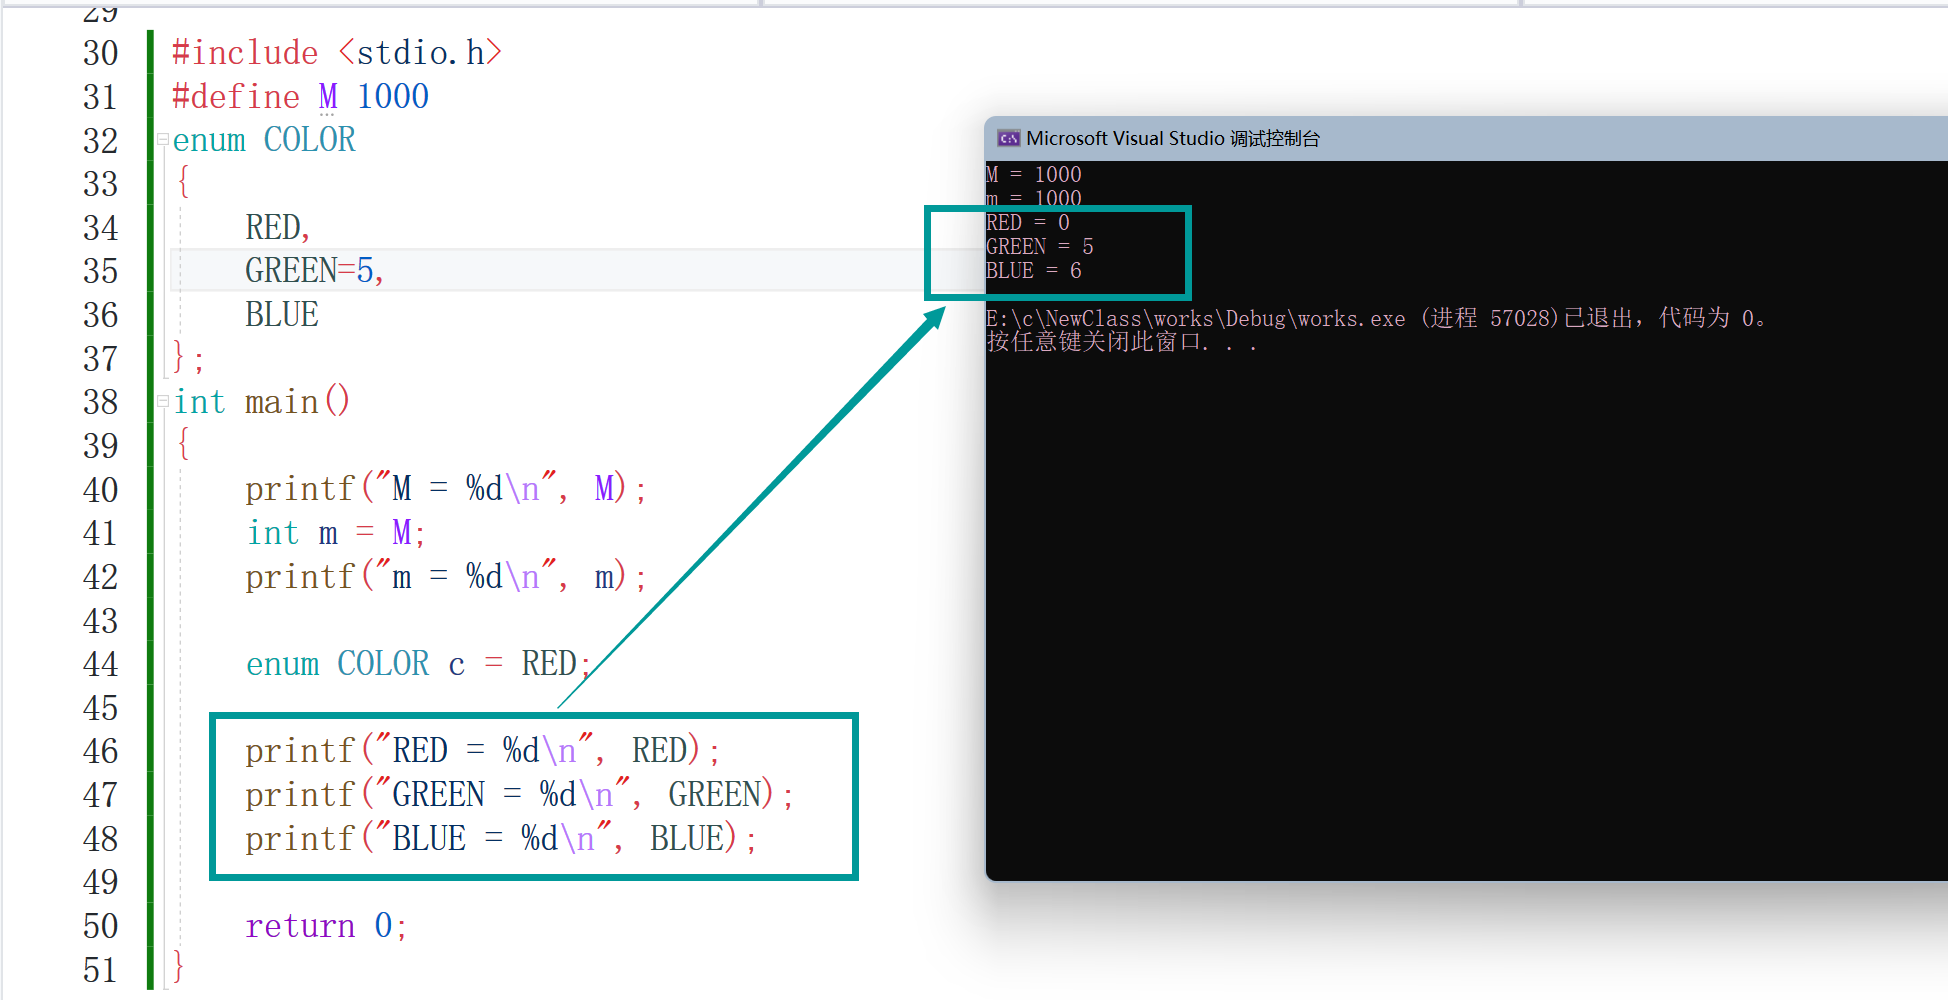 29
30 #include <stdio.h>
31 #define M 1000
32 enum COLOR
33 {
34 RED,
35 GREEN=5,
36 BLUE
37 };
38 int main()
39 {
40 printf("M = %d\n", M);
41 int m = M;
42 printf("m = %d\n", m);
43
44 enum COLOR c = RED;
45
46 printf("RED = %d\n", RED);
47 printf("GREEN = %d\n", GREEN);
48 printf("BLUE = %d\n", BLUE);
49
50 return 0;
51 }
Microsoft Visual Studio 调试控制台
M = 1000
m = 1000
RED = 0
GREEN = 5
BLUE = 6
E:\c\NewClass\works\Debug\works.exe (进程 57028)已退出，代码为 0。
按任意键关闭此窗口. . .